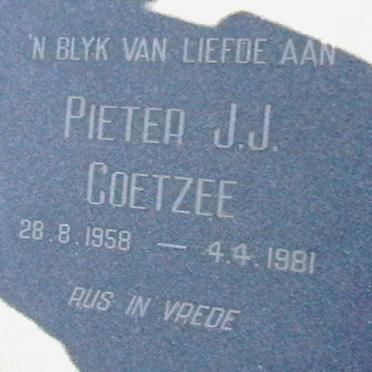 'N BLYK VAN LIEFDE AAN
PIETER J.J.
COETZEE
28.8.1958 — 4.4.1981
RUS IN VREDE